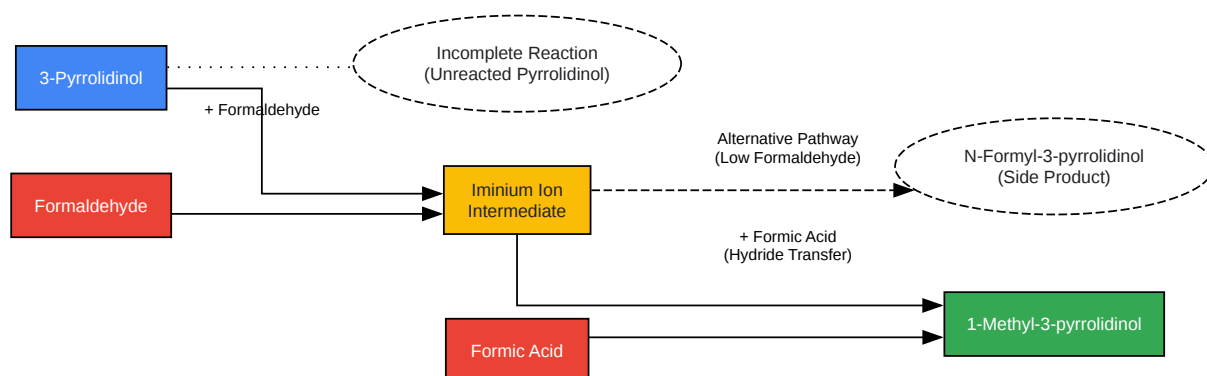 3-Pyrrolidinol
Incomplete Reaction
(Unreacted Pyrrolidinol)
+ Formaldehyde
Alternative Pathway
(Low Formaldehyde)
N-Formyl-3-pyrrolidinol
(Side Product)
Formaldehyde
Iminium Ion
Intermediate
+ Formic Acid
(Hydride Transfer)
1-Methyl-3-pyrrolidinol
Formic Acid